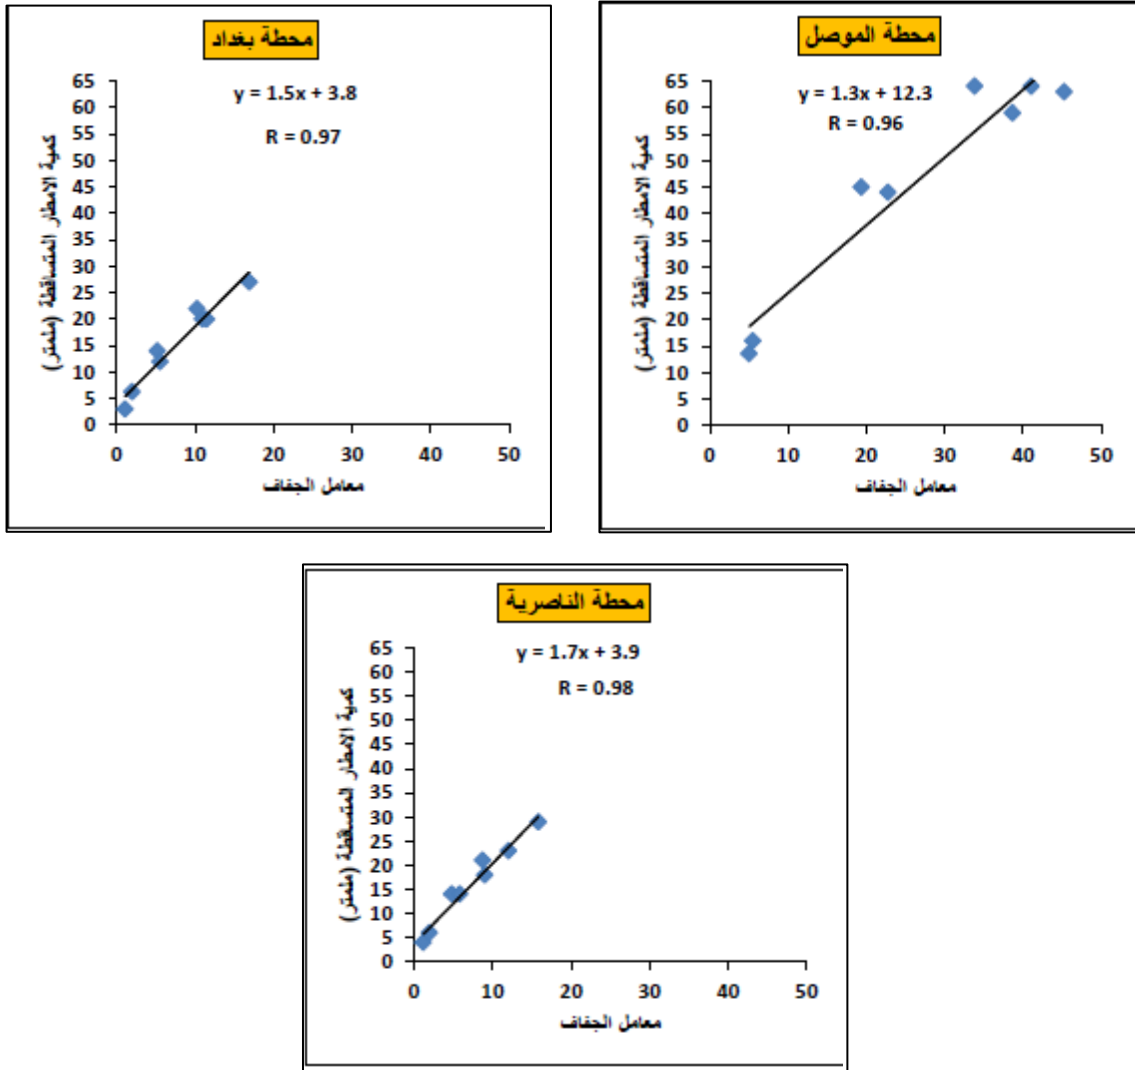 محطة بغداد
y = 1.5x + 3.8
R = 0.97
كمية الامطار المتساقطة (ملمتر)
65
60
55
50
45
40
35
30
25
20
15
10
5
0
0 10 20 30 40 50
معامل الجفاف
محطة الموصل
y = 1.3x + 12.3
R = 0.96
كمية الامطار المتساقطة (ملمتر)
65
60
55
50
45
40
35
30
25
20
15
10
5
0
0 10 20 30 40 50
معامل الجفاف
محطة الناصرية
y = 1.7x + 3.9
R = 0.98
كمية الامطار المتساقطة (ملمتر)
65
60
55
50
45
40
35
30
25
20
15
10
5
0
0 10 20 30 40 50
معامل الجفاف